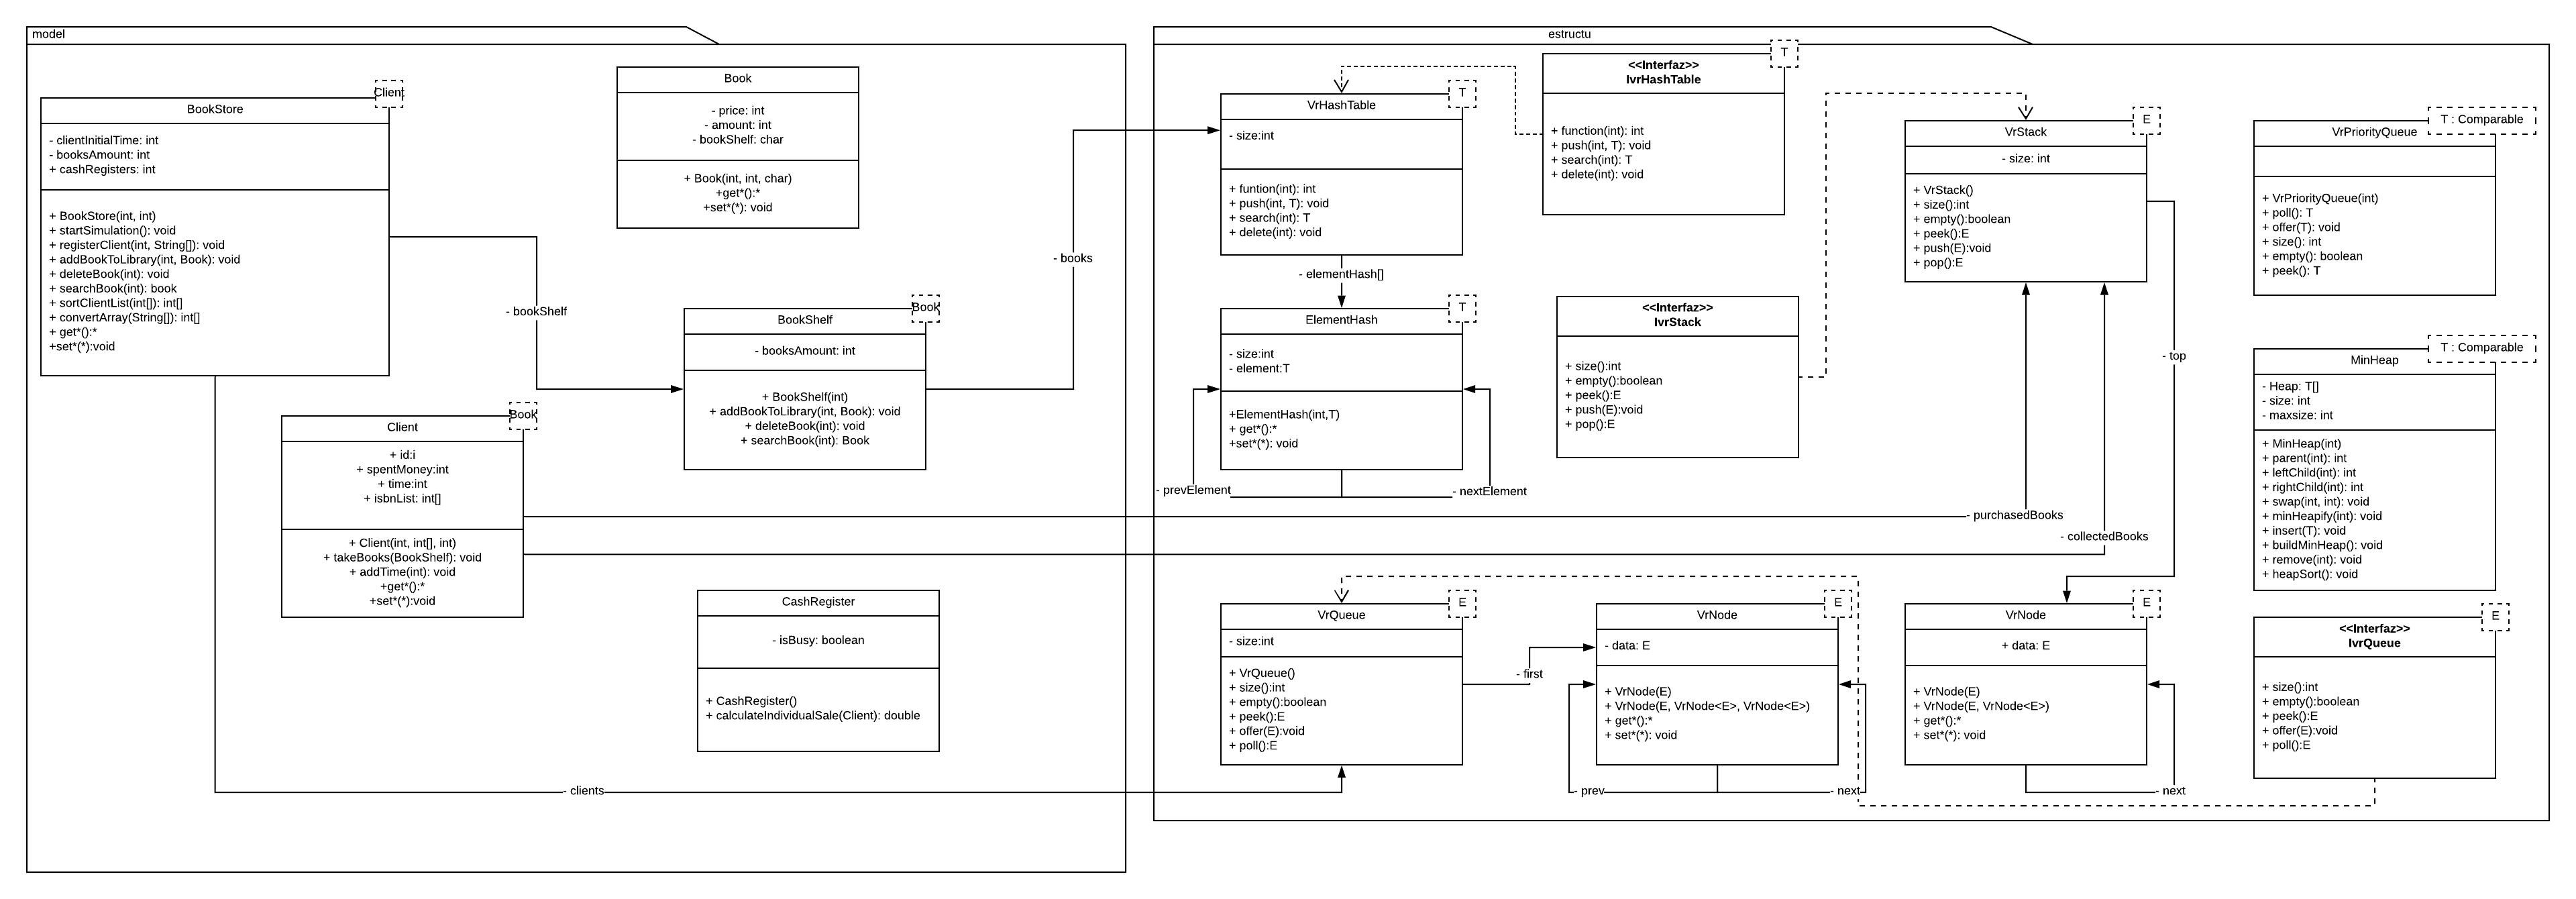 model
Client
BookStore
- clientInitialTime: int
- booksAmount: int
+ cashRegisters: int
+ BookStore(int, int)
+ startSimulation(): void
+ registerClient(int, String[]): void
+ addBookToLibrary(int, Book): void
+ deleteBook(int): void
+ searchBook(int): book
+ sortClientList(int[]): int[]
+ convertArray(String[]): int[]
+ get*():*
+set*(*):void
Book
- price: int
- amount: int
- bookShelf: char
+ Book(int, int, char)
+get*():*
+set*(*): void
- bookShelf
Book
BookShelf
- booksAmount: int
+ BookShelf(int)
+ addBookToLibrary(int, Book): void
+ deleteBook(int): void
+ searchBook(int): Book
- books
Book
Client
+ id:i
+ spentMoney:int
+ time:int
+ isbnList: int[]
+ Client(int, int[], int)
+ takeBooks(BookShelf): void
+ addTime(int): void
+get*():*
+set*(*):void
CashRegister
- isBusy: boolean
+ CashRegister()
+ calculateIndividualSale(Client): double
- clients
estructu
T
VrHashTable
- size:int
+ funtion(int): int
+ push(int, T): void
+ search(int): T
+ delete(int): void
- elementHash[]
T
<<Interfaz>>
IvrHashTable
+ function(int): int
+ push(int, T): void
+ search(int): T
+ delete(int): void
T
ElementHash
- size:int
- element:T
+ElementHash(int,T)
+ get*():*
+set*(*): void
- prevElement
- nextElement
<<Interfaz>>
IvrStack
+ size():int
+ empty():boolean
+ peek():E
+ push(E):void
+ pop():E
E
VrStack
- size: int
+ VrStack()
+ size():int
+ empty():boolean
+ peek():E
+ push(E):void
+ pop():E
- top
- purchasedBooks
- collectedBooks
T : Comparable
VrPriorityQueue
+ VrPriorityQueue(int)
+ poll(): T
+ offer(T): void
+ size(): int
+ empty(): boolean
+ peek(): T
T : Comparable
MinHeap
- Heap: T[]
- size: int
- maxsize: int
+ MinHeap(int)
+ parent(int): int
+ leftChild(int): int
+ rightChild(int): int
+ swap(int, int): void
+ minHeapify(int): void
+ insert(T): void
+ buildMinHeap(): void
+ remove(int): void
+ heapSort(): void
E
VrQueue
- size:int
+ VrQueue()
+ size():int
+ empty():boolean
+ peek():E
+ offer(E):void
+ poll():E
- first
E
VrNode
- data: E
+ VrNode(E)
+ VrNode(E, VrNode<E>, VrNode<E>)
+ get*():*
+ set*(*): void
- prev
- next
E
VrNode
+ data: E
+ VrNode(E)
+ VrNode(E, VrNode<E>)
+ get*():*
+ set*(*): void
- next
E
<<Interfaz>>
IvrQueue
+ size():int
+ empty():boolean
+ peek():E
+ offer(E):void
+ poll():E